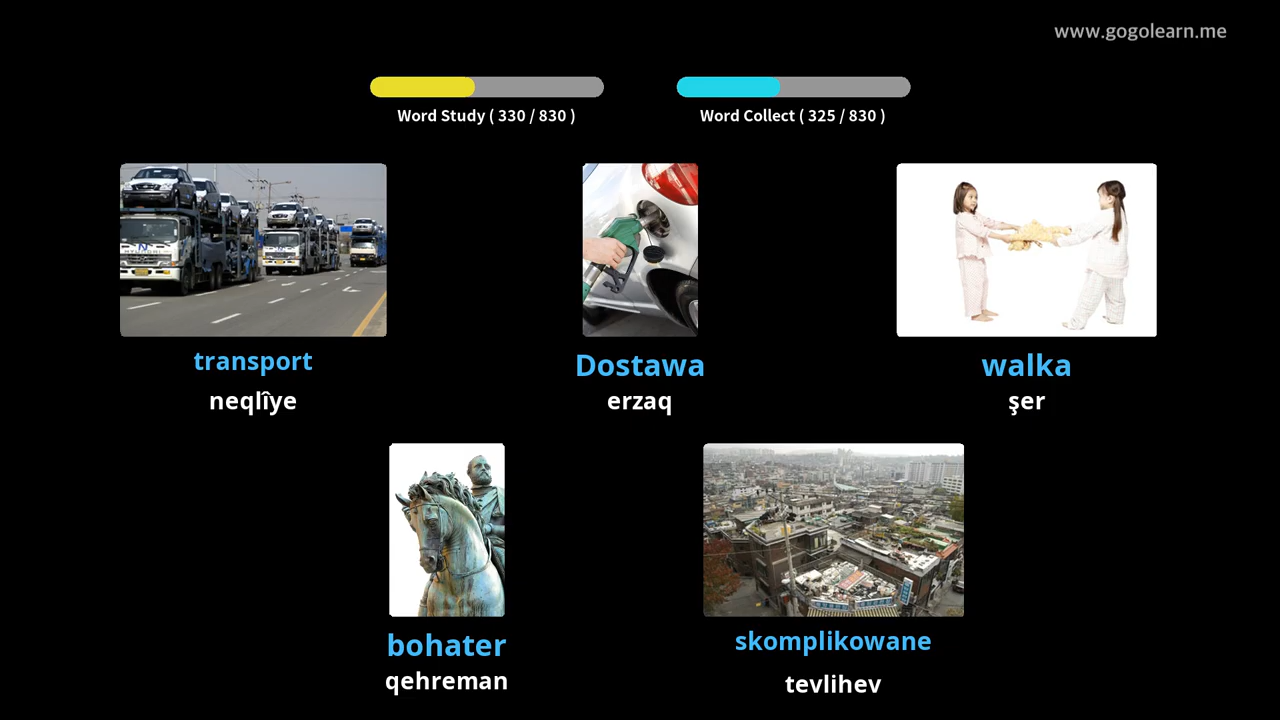 www.gogolearn.me
Word Study ( 330 / 830 )
Word Collect ( 325 / 830 )
transport
neqlîye
Dostawa
erzaq
walka
şer
bohater
qehreman
skomplikowane
tevlihev